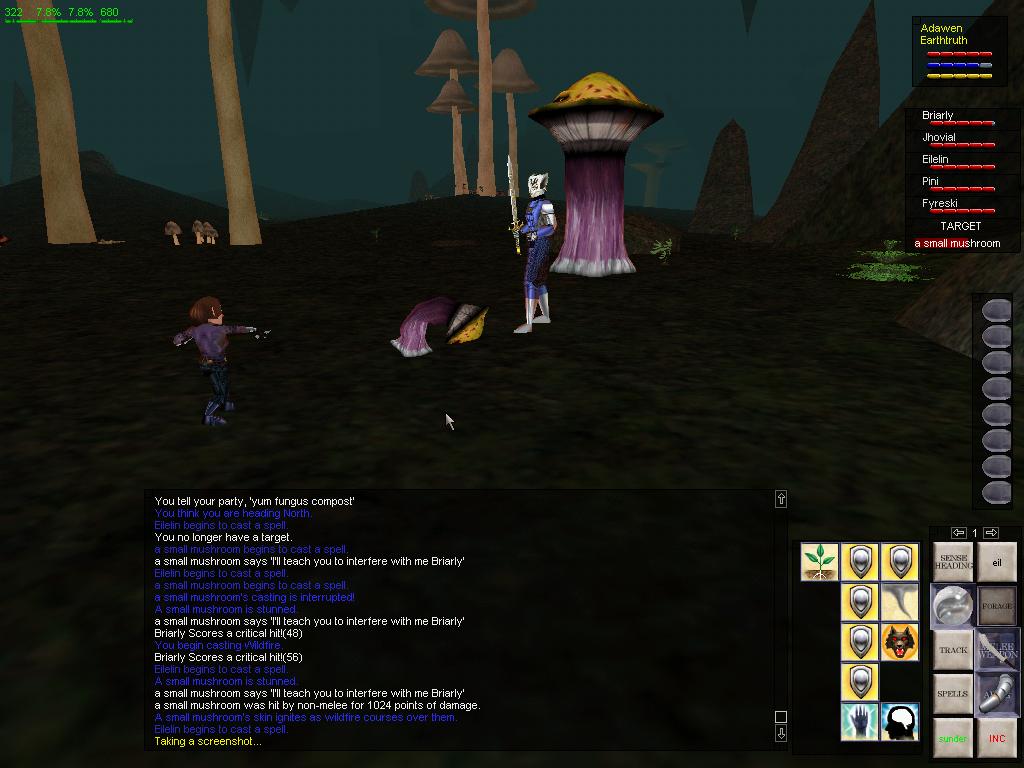 322 7.8% 7.8% 680
Adawen
Earthtruth
Briarly
Jhovial
Eilelin
Pini
Fyreski
TARGET
a small mushroom
You tell your party, 'yum fungus compost'
You think you are heading North.
Eilelin begins to cast a spell.
You no longer have a target.
a small mushroom begins to cast a spell.
a small mushroom says 'I'll teach you to interfere with me Briarly'
Eilelin begins to cast a spell.
a small mushroom begins to cast a spell.
a small mushroom's casting is interrupted!
A small mushroom is stunned.
a small mushroom says 'I'll teach you to interfere with me Briarly'
Briarly Scores a critical hit!(48)
You begin casting Wildfire.
Briarly Scores a critical hit!(56)
Eilelin begins to cast a spell.
A small mushroom is stunned.
a small mushroom says 'I'll teach you to interfere with me Briarly'
a small mushroom was hit by non-melee for 1024 points of damage.
A small mushroom's skin ignites as wildfire courses over them.
Eilelin begins to cast a spell.
Taking a screenshot...
1
SENSE
HEADING
eil
FORAGE
TRACK
SPELLS
sunder
INC